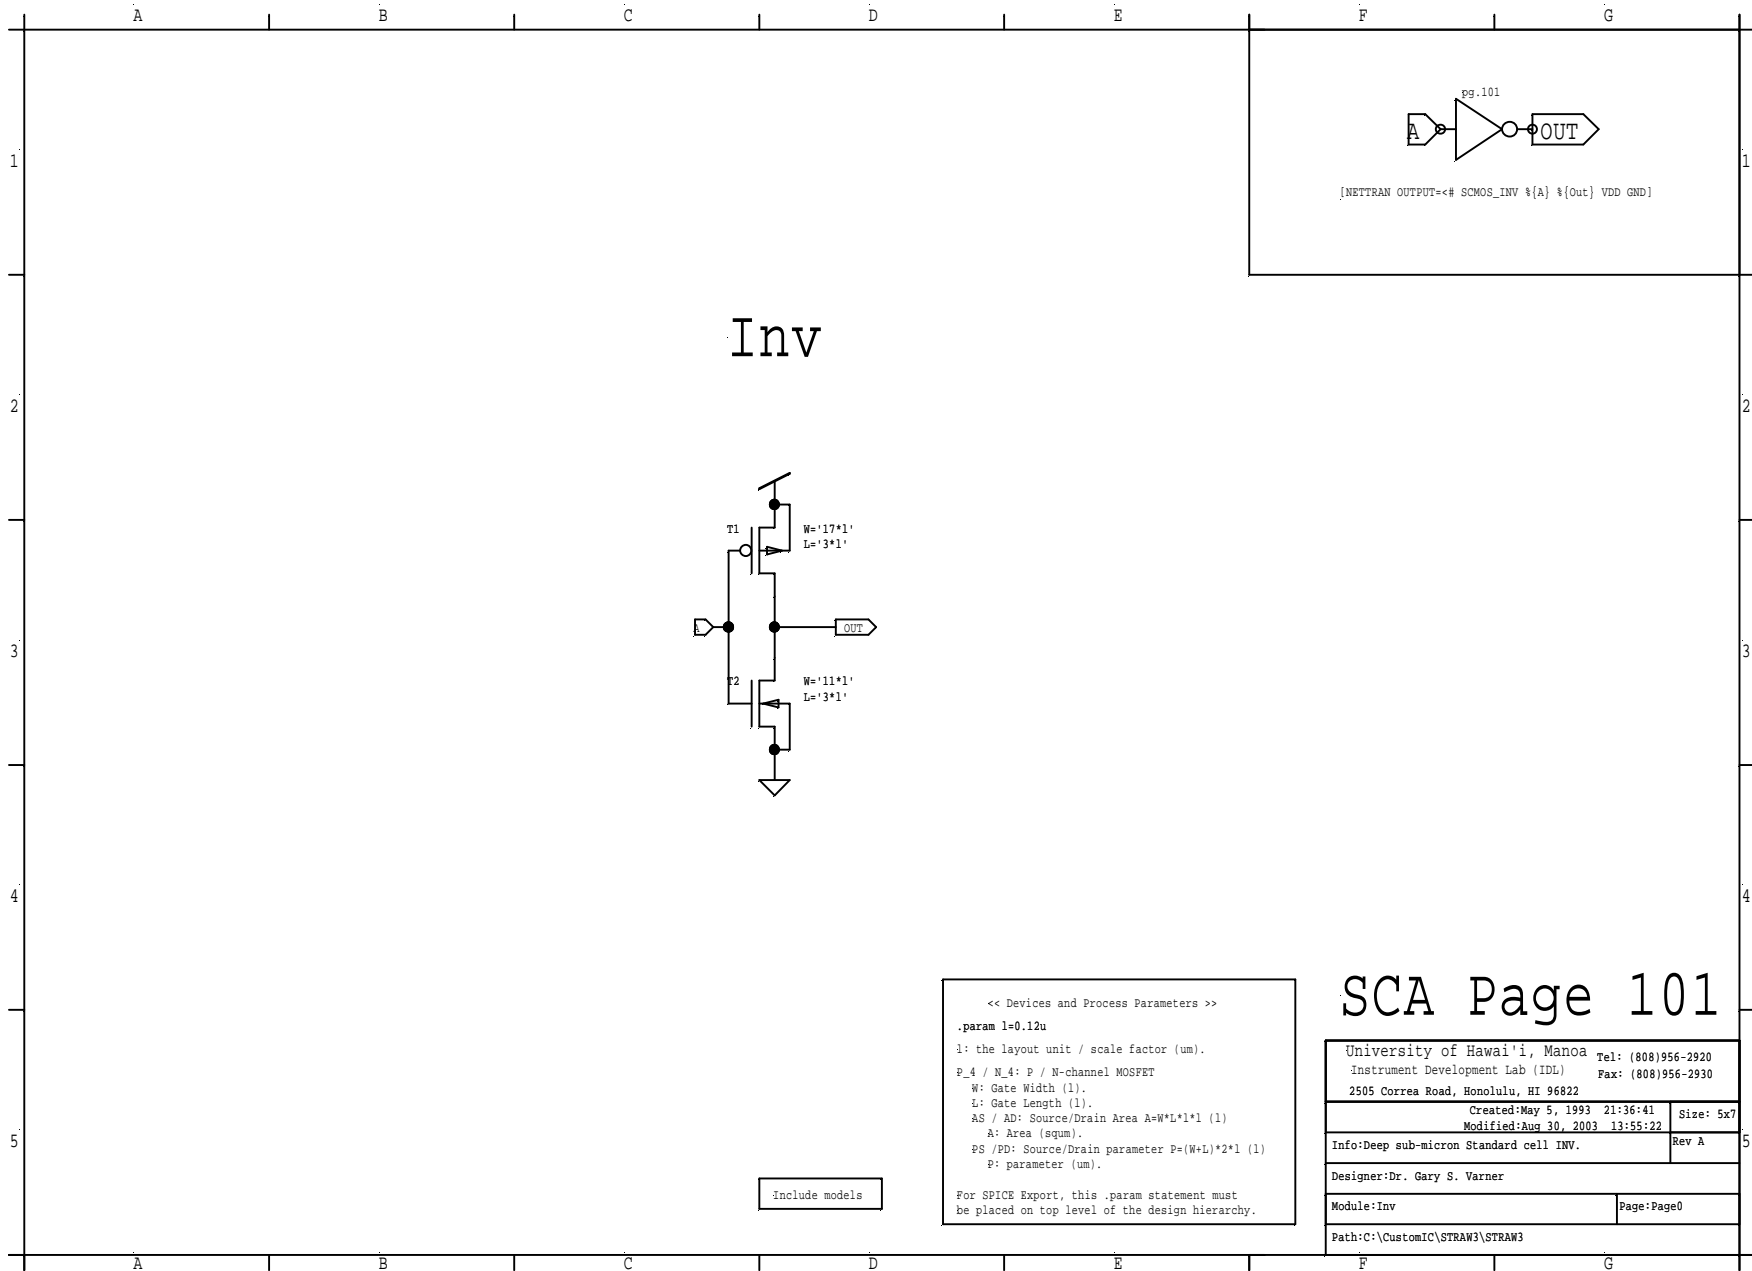 A B C D E F G
1 1
pg.101
A OUT
[NETTRAN OUTPUT=<# SCMOS_INV %{A} %{Out} VDD GND]
Inv
2 2
T1 W='17*l'
L='3*l'
A OUT
3 3
T2 W='11*l'
L='3*l'
4 4
SCA Page 101
<< Devices and Process Parameters >>
.param l=0.12u
l: the layout unit / scale factor (um).
P_4 / N_4: P / N-channel MOSFET
W: Gate Width (l).
L: Gate Length (l).
AS / AD: Source/Drain Area A=W*L*l*l (l)
A: Area (squm).
PS /PD: Source/Drain parameter P=(W+L)*2*l (l)
P: parameter (um).
For SPICE Export, this .param statement must
be placed on top level of the design hierarchy.
Include models
University of Hawai'i, Manoa Tel: (808)956-2920
Instrument Development Lab (IDL) Fax: (808)956-2930
2505 Correa Road, Honolulu, HI 96822
Created:May 5, 1993 21:36:41 Size: 5x7
Modified:Aug 30, 2003 13:55:22
Info:Deep sub-micron Standard cell INV. Rev A
5 5
Designer:Dr. Gary S. Varner
Module:Inv Page:Page0
Path:C:\CustomIC\STRAW3\STRAW3
A B C D E F G